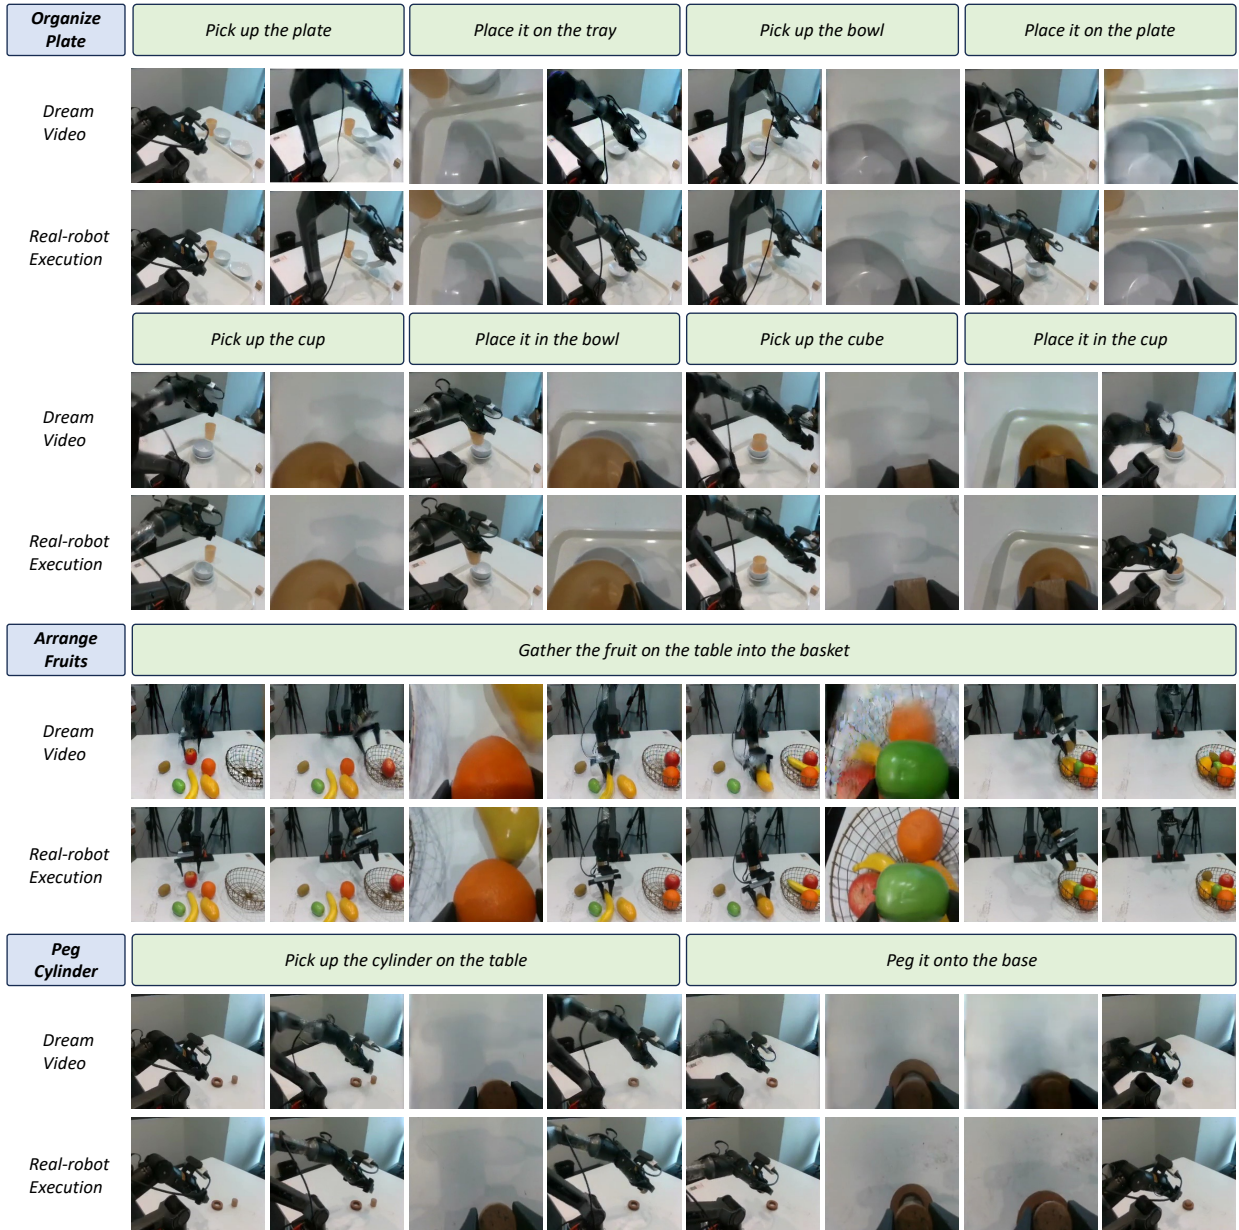 Organize
Plate
Pick up the plate
Place it on the tray
Pick up the bowl
Place it on the plate
Dream
Video
Real-robot
Execution
Pick up the cup
Place it in the bowl
Pick up the cube
Place it in the cup
Dream
Video
Real-robot
Execution
Arrange
Fruits
Gather the fruit on the table into the basket
Dream
Video
Real-robot
Execution
Peg
Cylinder
Pick up the cylinder on the table
Peg it onto the base
Dream
Video
Real-robot
Execution